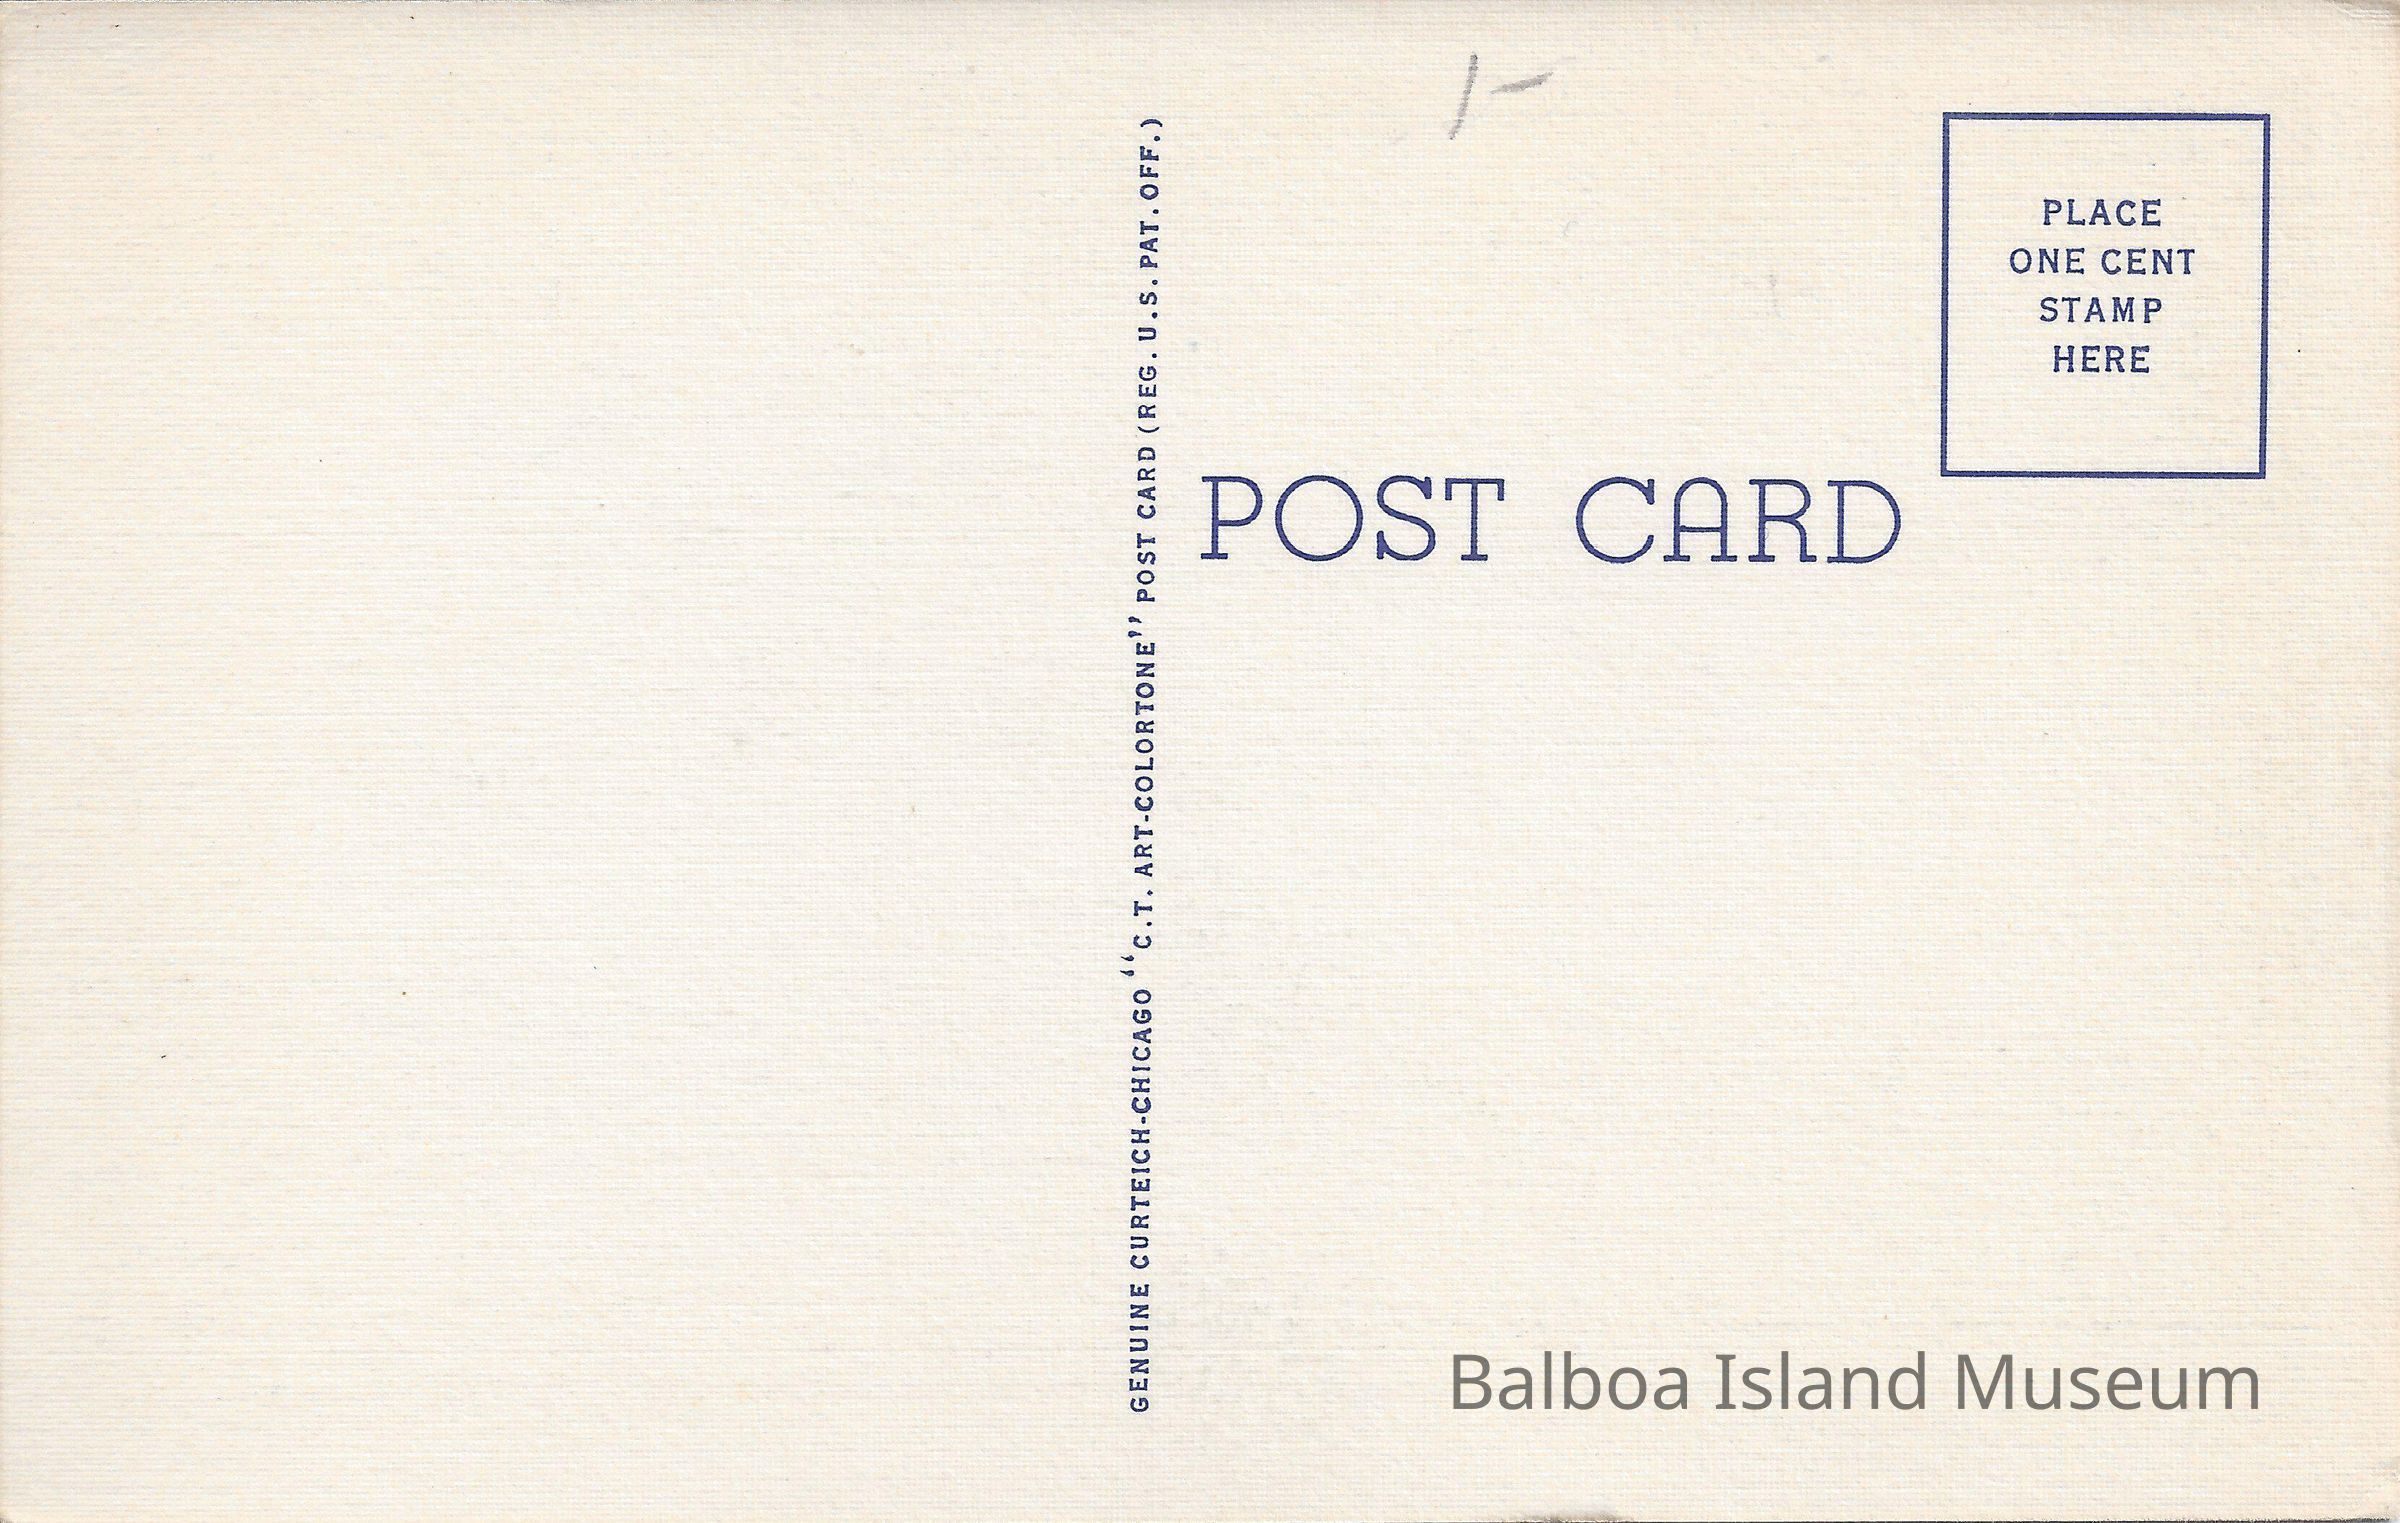 1-
PLACE
ONE CENT
STAMP
HERE
GENUINE CURTEICH-CHICAGO “C.T. ART-COLORTONE” POST CARD (REG. U.S. PAT. OFF.)
POST CARD
Balboa Island Museum